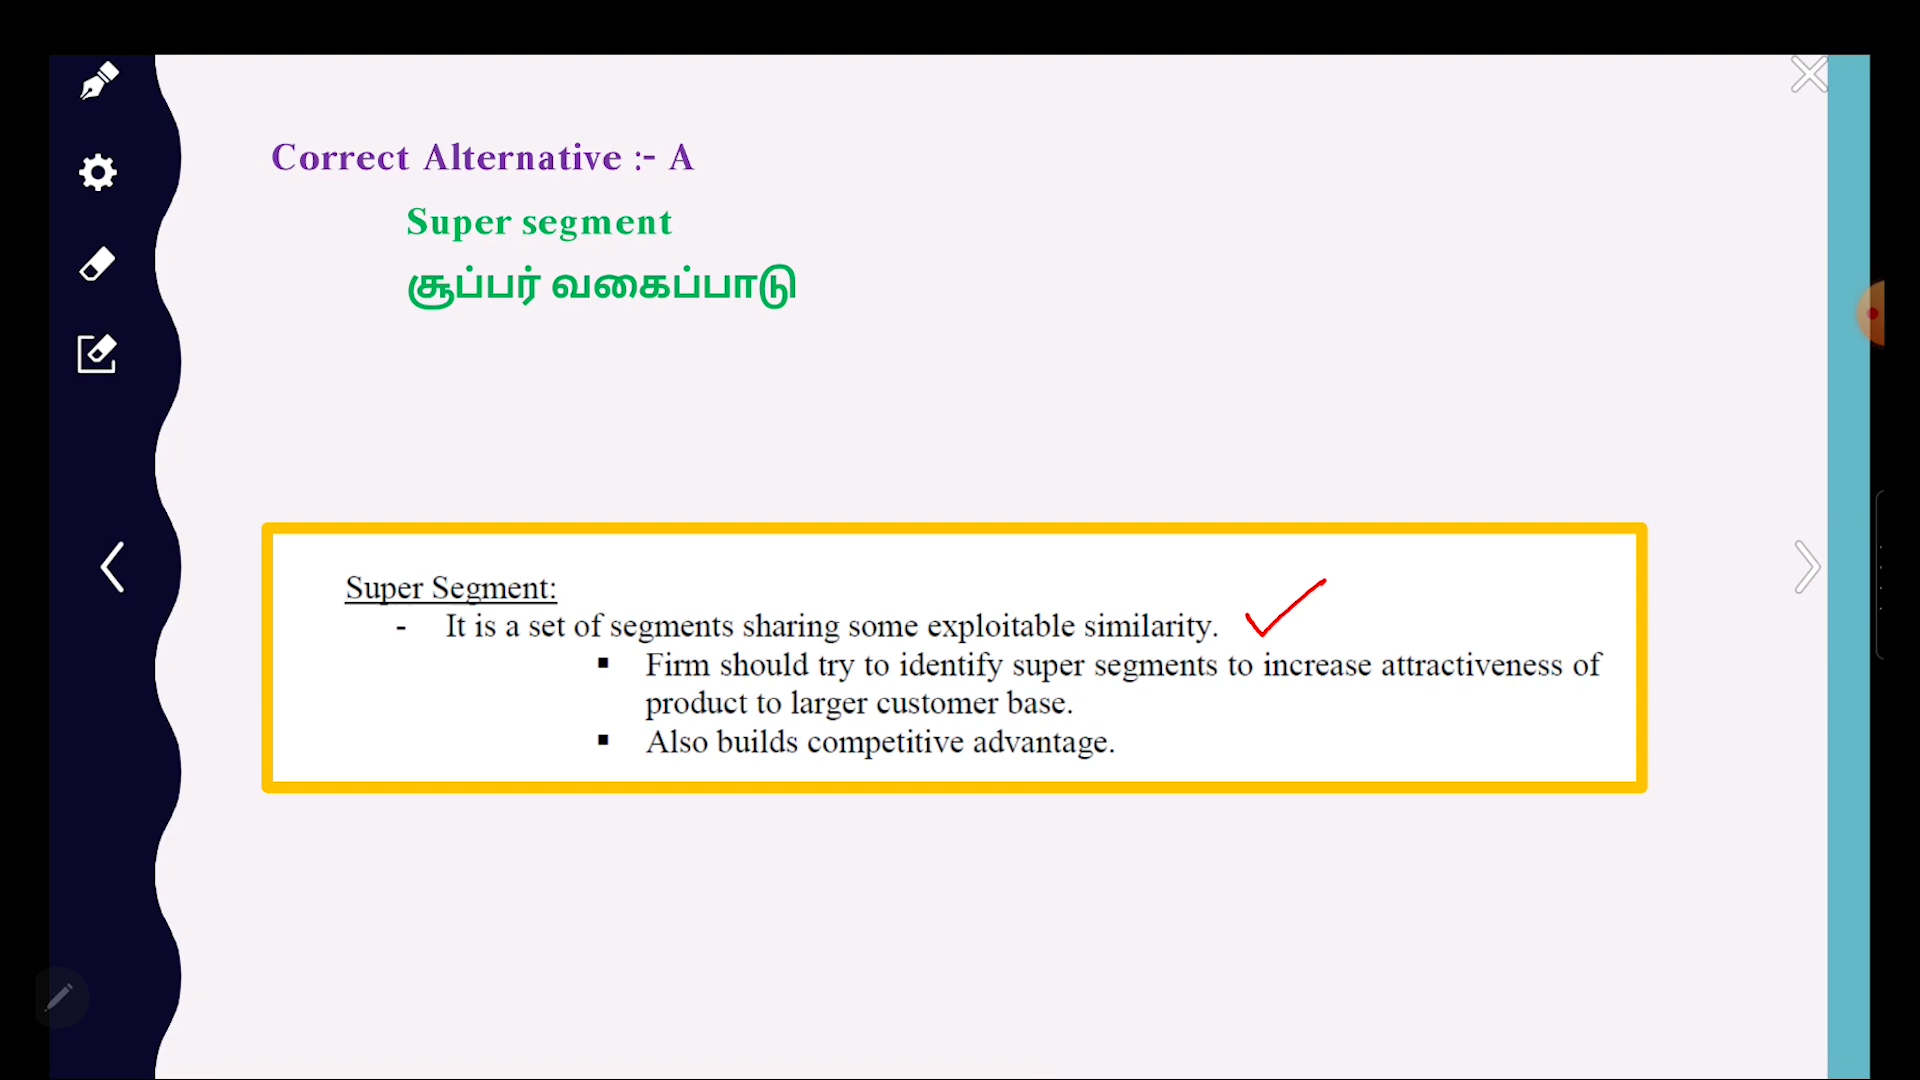 Correct Alternative :- A
Super segment
சூப்பர் வகைப்பாடு
Super Segment:
- It is a set of segments sharing some exploitable similarity.
▪ Firm should try to identify super segments to increase attractiveness of
product to larger customer base.
▪ Also builds competitive advantage.